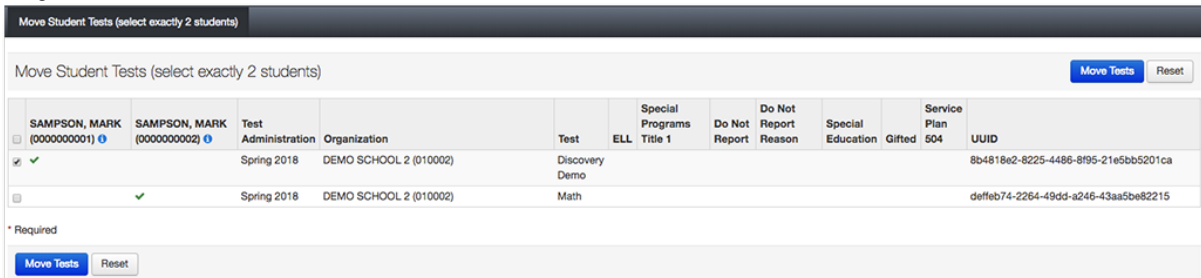 Move Student Tests (select exactly 2 students)
Move Student Tests (select exactly 2 students)
Move Tests
Reset
SAMPSON, MARK (0000000001)
SAMPSON, MARK (0000000002)
Test Administration
Organization
Test
ELL
Special Programs Title 1
Do Not Report
Do Not Report Reason
Special Education
Gifted
Service Plan 504
UUID
Spring 2018 DEMO SCHOOL 2 (010002) Discovery Demo 8b4818e2-8225-4486-8f95-21e5bb5201ca
Spring 2018 DEMO SCHOOL 2 (010002) Math deffeb74-2264-49dd-a246-43aa5be82215
* Required
Move Tests
Reset